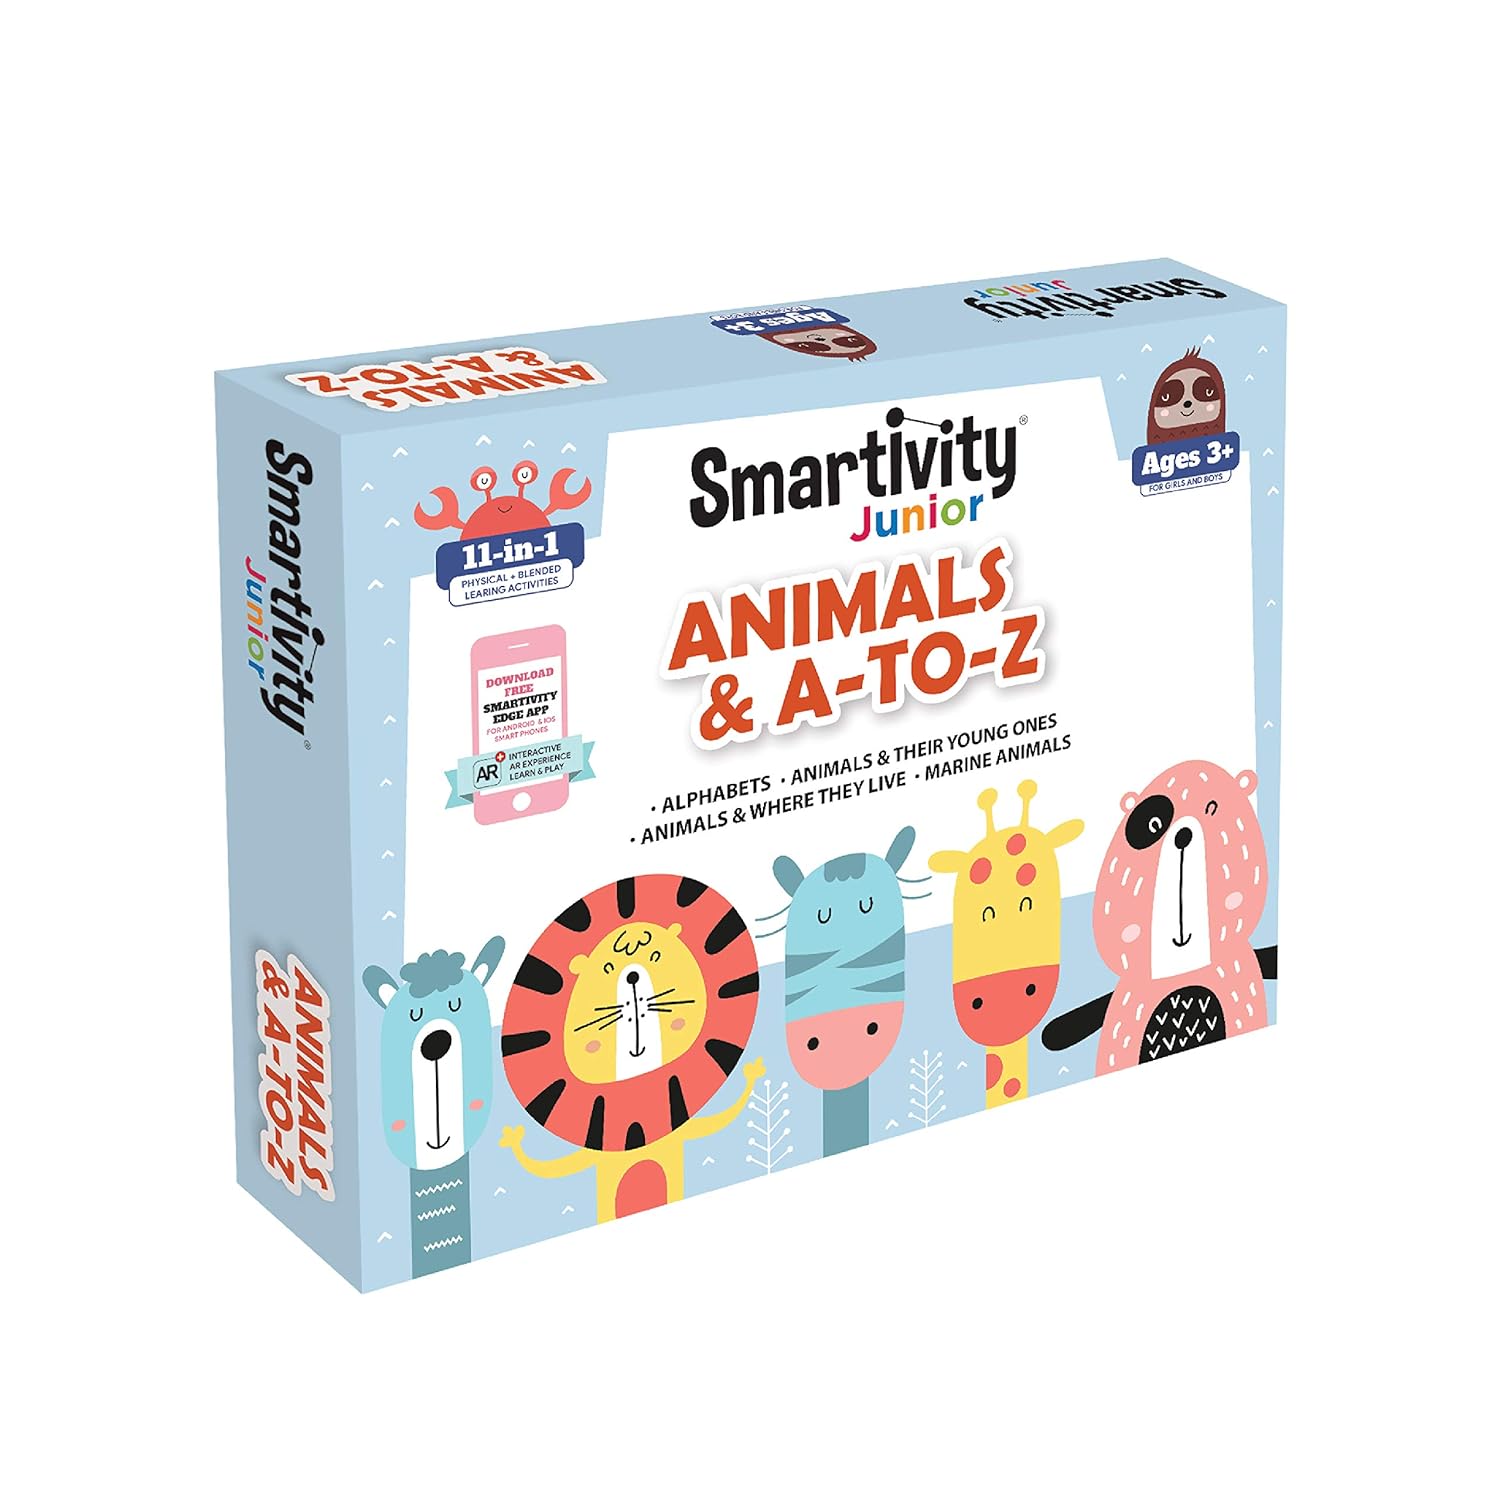 Smartivity
Junior
Ages 3+
ANIMALS
& A-TO-Z
Smartivity®
Junior
ANIMALS
& A-TO-Z
Smartivity®
Junior
Ages 3+
FOR GIRLS AND BOYS
11-in-1
PHYSICAL + BLENDED
LEARING ACTIVITIES
ANIMALS
& A-TO-Z
DOWNLOAD
FREE
SMARTIVITY
EDGE APP
FOR ANDROID & IOS
SMART PHONES
AR+
INTERACTIVE
AR EXPERIENCE
LEARN & PLAY
· ALPHABETS · ANIMALS & THEIR YOUNG ONES
· ANIMALS & WHERE THEY LIVE · MARINE ANIMALS